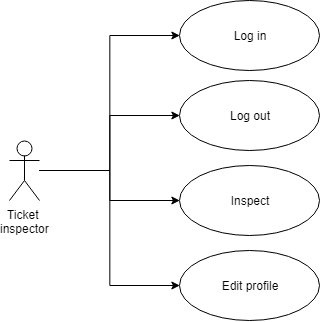 Log in
Log out
Ticket
inspector
Inspect
Edit profile